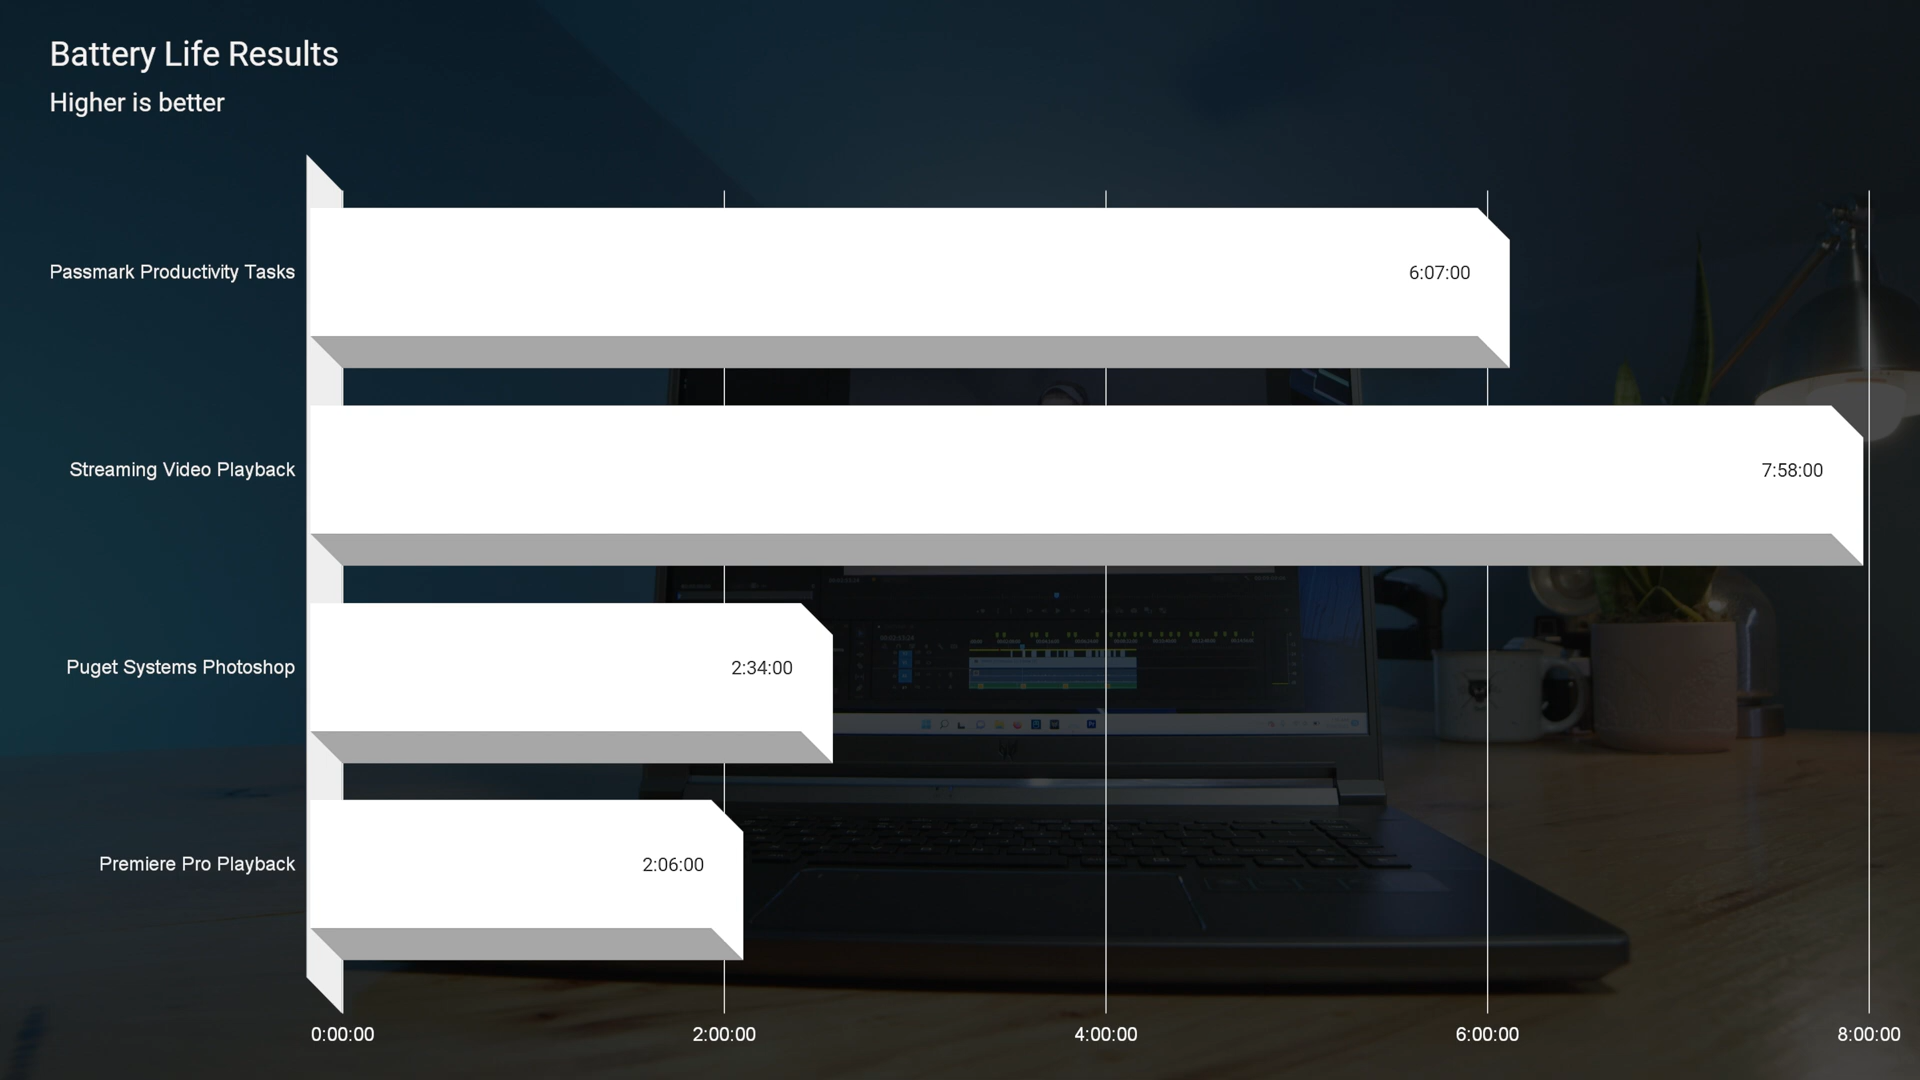 Battery Life Results
Higher is better
Passmark Productivity Tasks
6:07:00
Streaming Video Playback
7:58:00
Puget Systems Photoshop
2:34:00
Premiere Pro Playback
2:06:00
0:00:00
2:00:00
4:00:00
6:00:00
8:00:00